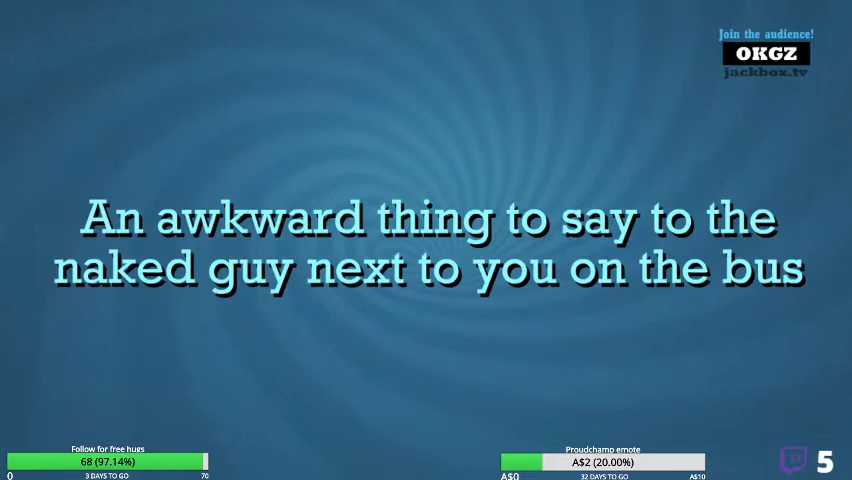 Join the audience!
OKGZ
jackbox.tv
An awkward thing to say to the
naked guy next to you on the bus
Follow for free hugs
68 (97.14%)
0 3 DAYS TO GO 70
Proudchamp emote
A$2 (20.00%)
A$0 32 DAYS TO GO A$10
5